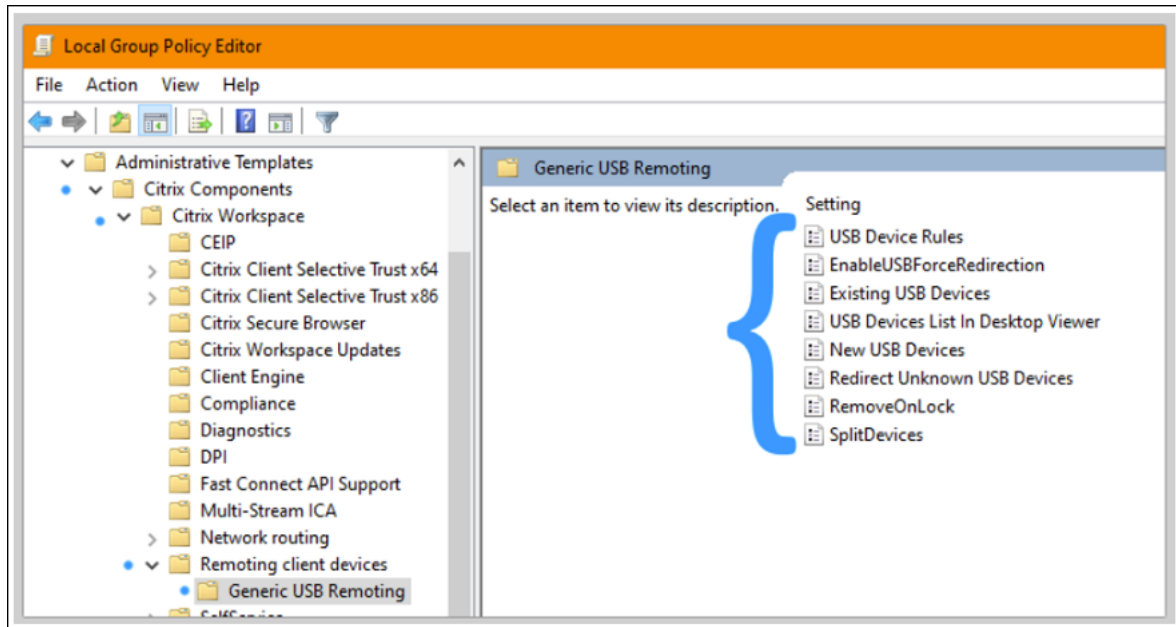 Local Group Policy Editor
File Action View Help
Administrative Templates
Citrix Components
Citrix Workspace
CEIP
Citrix Client Selective Trust x64
Citrix Client Selective Trust x86
Citrix Secure Browser
Citrix Workspace Updates
Client Engine
Compliance
Diagnostics
DPI
Fast Connect API Support
Multi-Stream ICA
Network routing
Remoting client devices
Generic USB Remoting
SelfService
Generic USB Remoting
Select an item to view its description.
Setting
USB Device Rules
EnableUSBForceRedirection
Existing USB Devices
USB Devices List In Desktop Viewer
New USB Devices
Redirect Unknown USB Devices
RemoveOnLock
SplitDevices